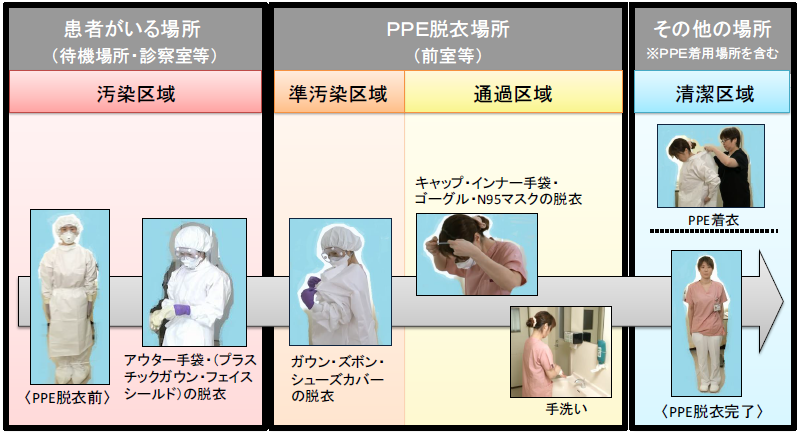 患者がいる場所
（待機場所・診察室等）
PPE脱衣場所
（前室等）
その他の場所
※PPE着用場所を含む
汚染区域
準汚染区域
通過区域
清潔区域
〈PPE脱衣前〉
アウター手袋・（プラス
チックガウン・フェイス
シールド）の脱衣
ガウン・ズボン・
シューズカバー
の脱衣
キャップ・インナー手袋・
ゴーグル・N95マスクの脱衣
手洗い
PPE着衣
〈PPE脱衣完了〉